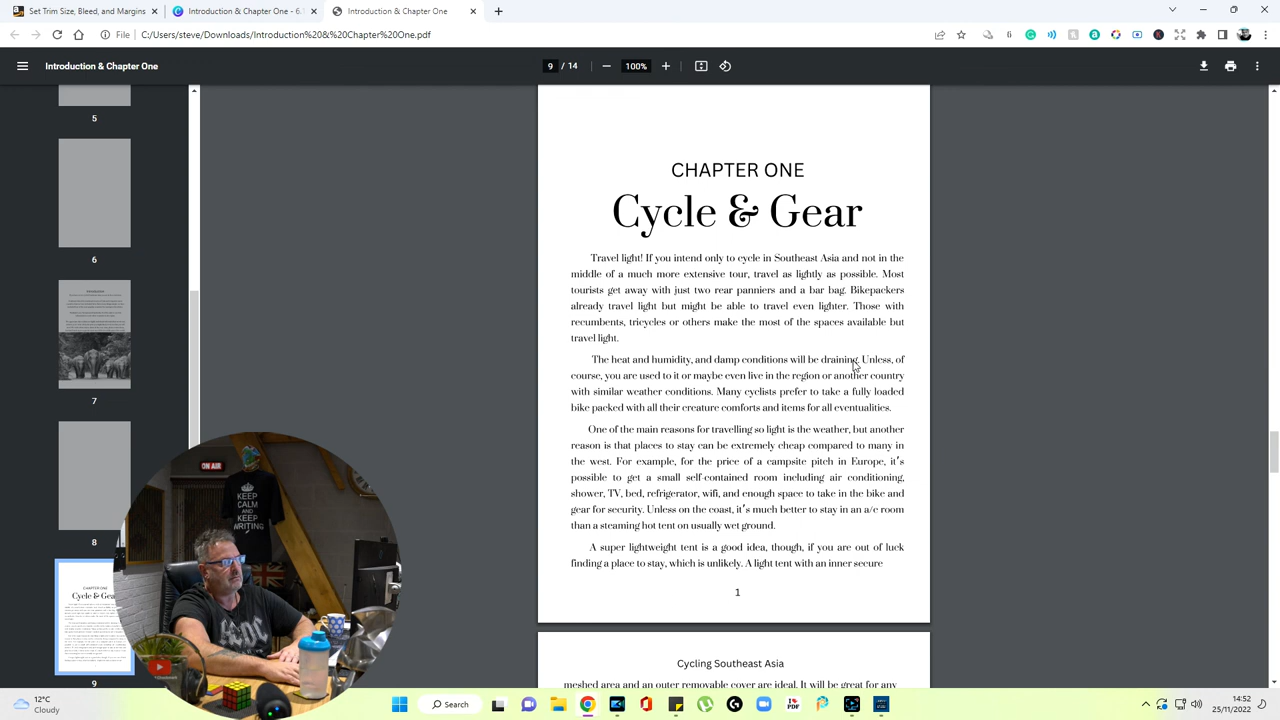 Set Trim Size, Bleed, and Margins
Introduction & Chapter One - 6.
Introduction & Chapter One
File
C:/Users/steve/Downloads/Introduction%20&%20Chapter%20One.pdf
Introduction & Chapter One
9 / 14
100%
5
6
7
8
9
CHAPTER ONE
Cycle & Gear
Travel light! If you intend only to cycle in Southeast Asia and not in the
middle of a much more extensive tour, travel as lightly as possible. Most
tourists get away with just two rear panniers and a bar bag. Bikepackers
already travel light but might be able to travel even lighter. Those with
recumbents, tricycles or others make the most of the spaces available but
travel light.
The heat and humidity, and damp conditions will be draining. Unless, of
course, you are used to it or maybe even live in the region or another country
with similar weather conditions. Many cyclists prefer to take a fully loaded
bike packed with all their creature comforts and items for all eventualities.
One of the main reasons for travelling so light is the weather, but another
reason is that places to stay can be extremely cheap compared to many in
the west. For example, for the price of a campsite pitch in Europe, it's
possible to get a small self-contained room including air conditioning,
shower, TV, bed, refrigerator, wifi, and enough space to take in the bike and
gear for security. Unless on the coast, it's much better to stay in an a/c room
than a steaming hot tent on usually wet ground.
A super lightweight tent is a good idea, though, if you are out of luck
finding a place to stay, which is unlikely. A light tent with an inner secure
1
Cycling Southeast Asia
meshed area and an outer removable cover are ideal. It will be great for any
ON AIR
KEEP
CALM
AND
KEEP
WRITING
12°C
Cloudy
Search
14:52
25/11/2022